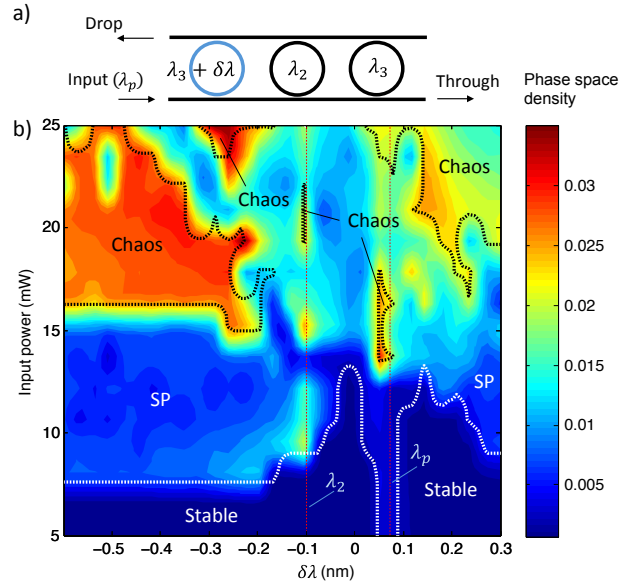 a)
Drop
Input (λp)
λ3 + δλ
λ2
λ3
Through
Phase space
density
b)
Chaos
Chaos
Chaos
Chaos
SP
SP
λ2
λp
Stable
Stable
Input power (mW)
25
20
15
10
5
−0.5
−0.4
−0.3
−0.2
−0.1
0
0.1
0.2
0.3
δλ (nm)
0.03
0.025
0.02
0.015
0.01
0.005